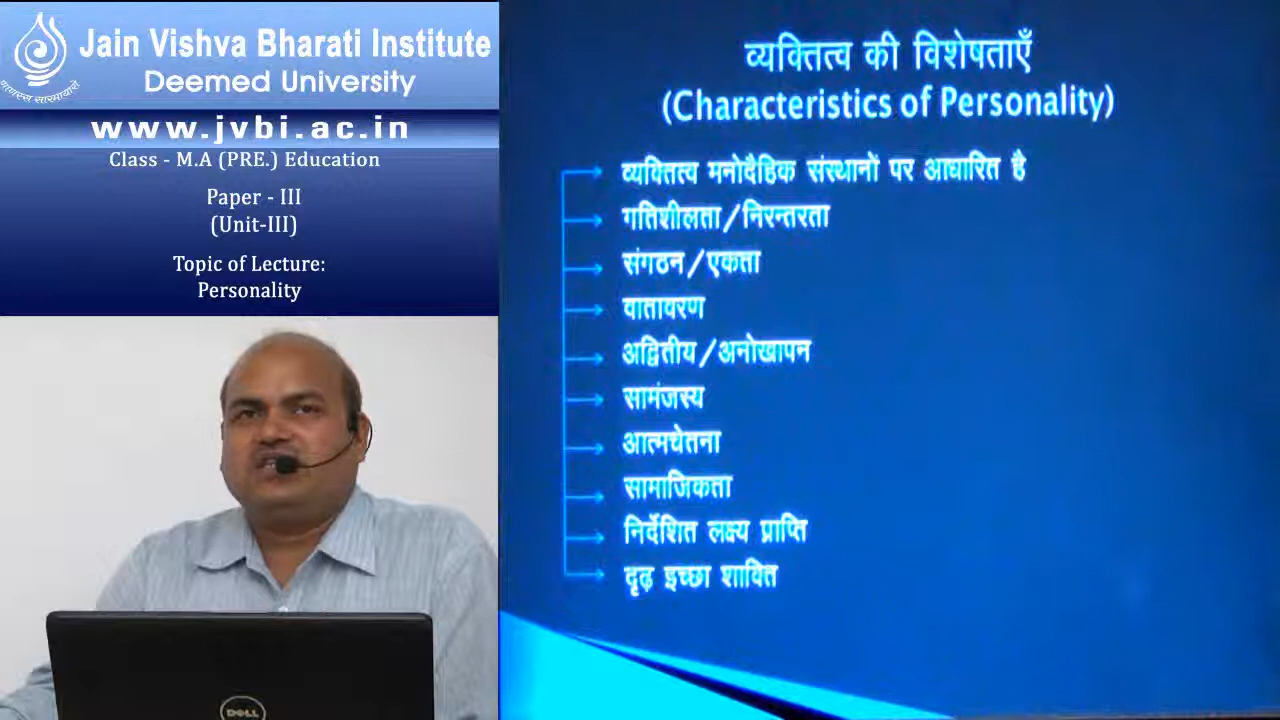 Jain Vishva Bharati Institute
Deemed University
www.jvbi.ac.in
Class - M.A (PRE.) Education
Paper - III
(Unit-III)
Topic of Lecture:
Personality
व्यक्तित्व की विशेषताएँ
(Characteristics of Personality)
व्यक्तित्व मनोदैहिक संस्थानों पर आधारित है
गतिशीलता/निरन्तरता
संगठन/एकता
वातावरण
अद्वितीय/अनोखापन
सामंजस्य
आत्मचेतना
सामाजिकता
निर्देशित लक्ष्य प्राप्ति
दृढ़ इच्छा शक्ति
DELL